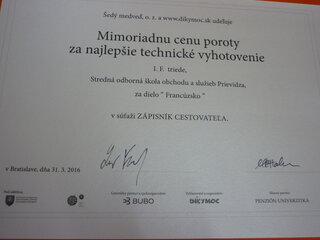 Šedý medveď, o. z. a www.dikymoc.sk udeľuje
Mimoriadnu cenu poroty
za najlepšie technické vyhotovenie
I. F. triede,
Stredná odborná škola obchodu a služieb Prievidza,
za dielo " Francúzsko "
v súťaži ZÁPISNÍK CESTOVATEĽA.
v Bratislave, dňa 31. 3. 2016
BUBO
DÍKYMOC
PENZIÓN UNIVERZITKA